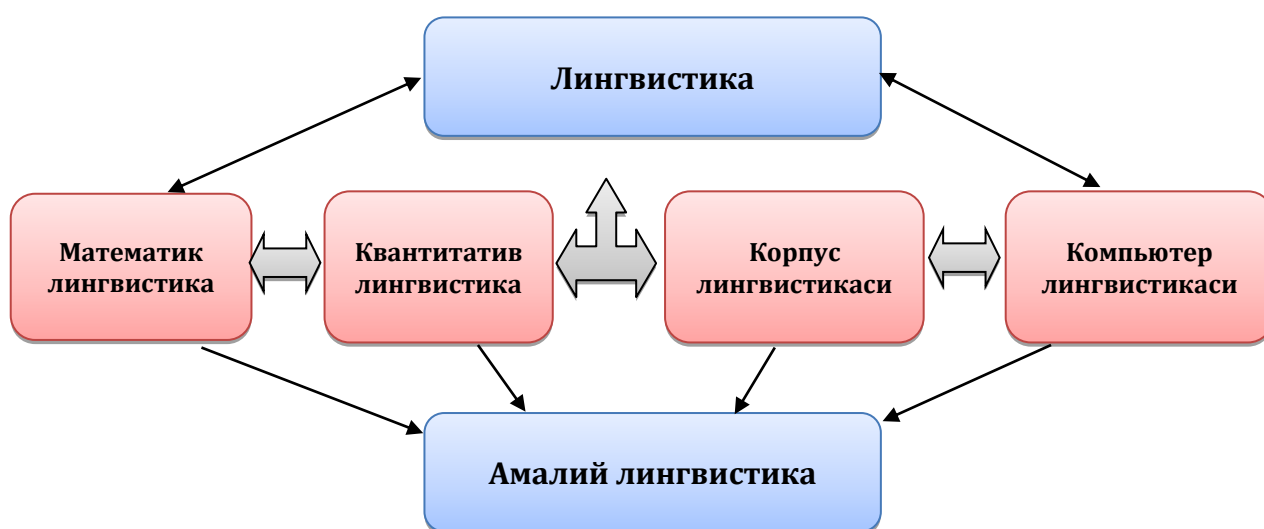 Лингвистика
Математик
лингвистика
Квантитатив
лингвистика
Корпус
лингвистикаси
Компьютер
лингвистикаси
Амалий лингвистика